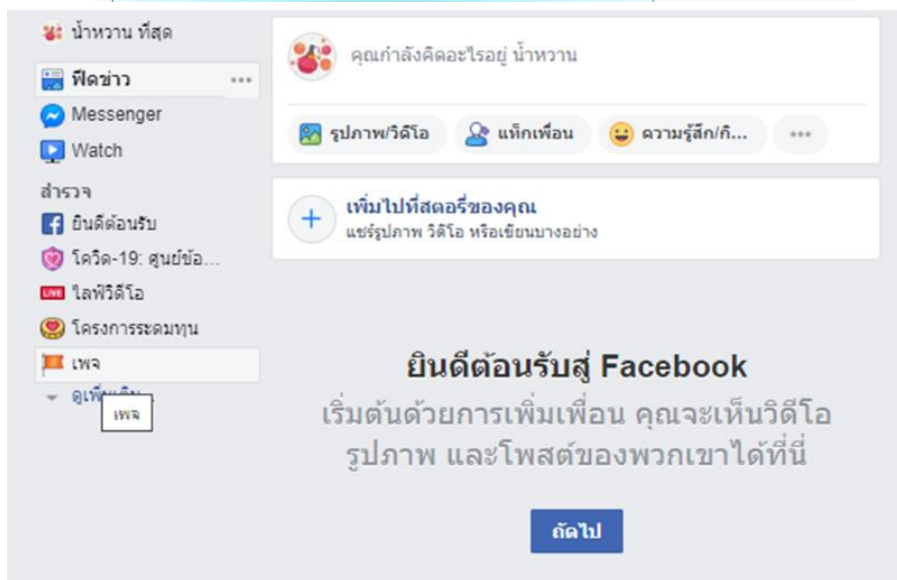 น้ำหวาน ที่สุด
ฟีดข่าว
Messenger
Watch
สำรวจ
ยินดีต้อนรับ
โควิด-19: ศูนย์ข้อ...
LIVE ไลฟ์วิดีโอ
โครงการระดมทุน
เพจ
เพจ
คุณกำลังคิดอะไรอยู่ น้ำหวาน
รูปภาพ/วิดีโอ แท็กเพื่อน ความรู้สึก/กิ...
เพิ่มไปที่สตอรี่ของคุณ
แชร์รูปภาพ วิดีโอ หรือเขียนบางอย่าง
ยินดีต้อนรับสู่ Facebook
เริ่มต้นด้วยการเพิ่มเพื่อน คุณจะเห็นวิดีโอ
รูปภาพ และโพสต์ของพวกเขาได้ที่นี่
ถัดไป